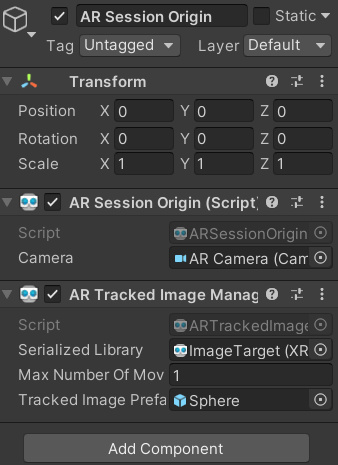 AR Session Origin Static
Tag Untagged Layer Default
Transform
Position X 0 Y 0 Z 0
Rotation X 0 Y 0 Z 0
Scale X 1 Y 1 Z 1
AR Session Origin (Script)
Script ARSessionOrigin
Camera AR Camera (Cam
AR Tracked Image Manag
Script ARTrackedImage
Serialized Library ImageTarget (XR
Max Number Of Mov 1
Tracked Image Prefa Sphere
Add Component